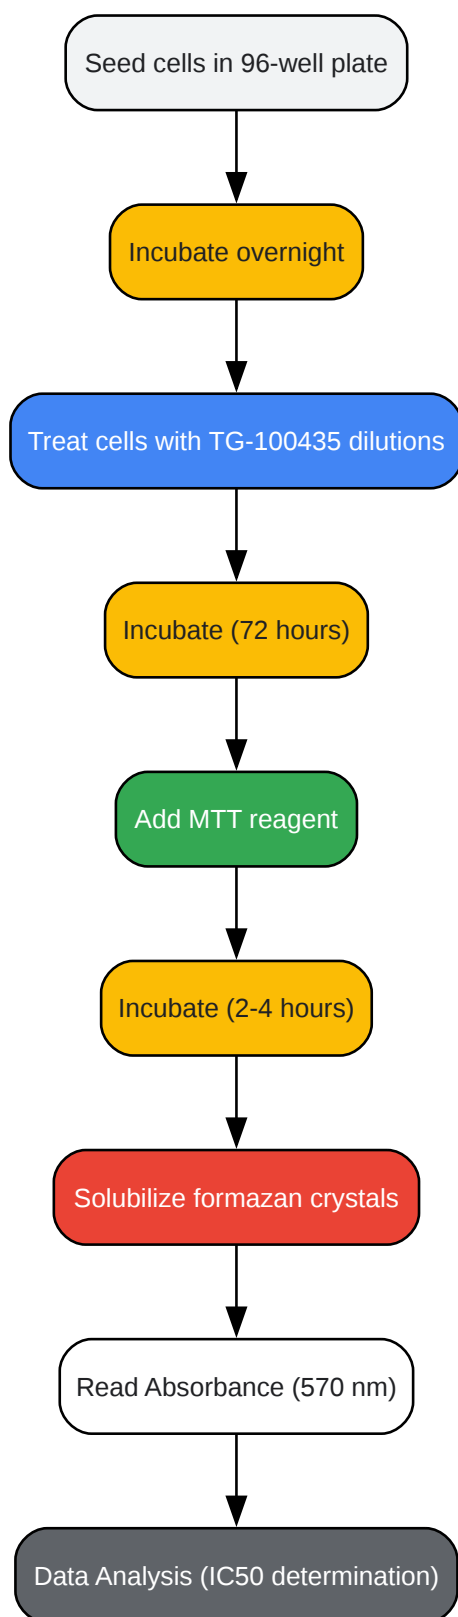 Seed cells in 96-well plate
Incubate overnight
Treat cells with TG-100435 dilutions
Incubate (72 hours)
Add MTT reagent
Incubate (2-4 hours)
Solubilize formazan crystals
Read Absorbance (570 nm)
Data Analysis (IC50 determination)